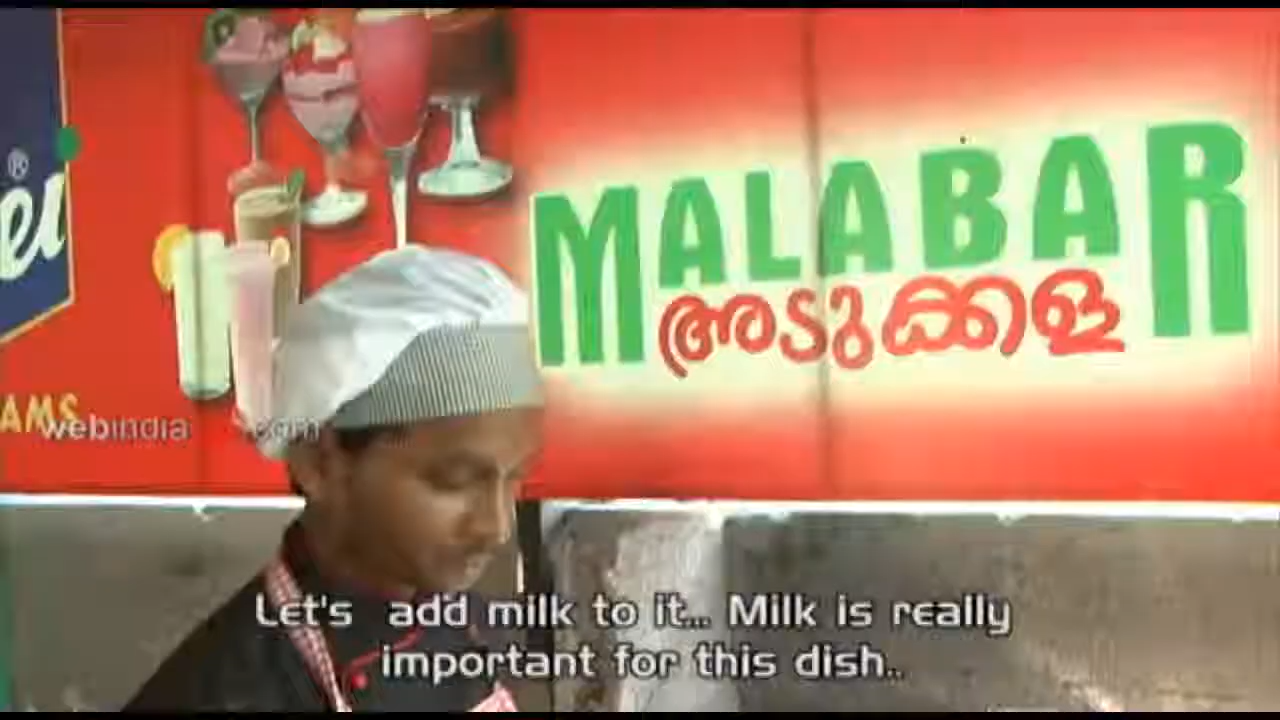 MALABAR
അടുക്കള
AMS
webindia .com
Let's add milk to it... Milk is really
important for this dish..